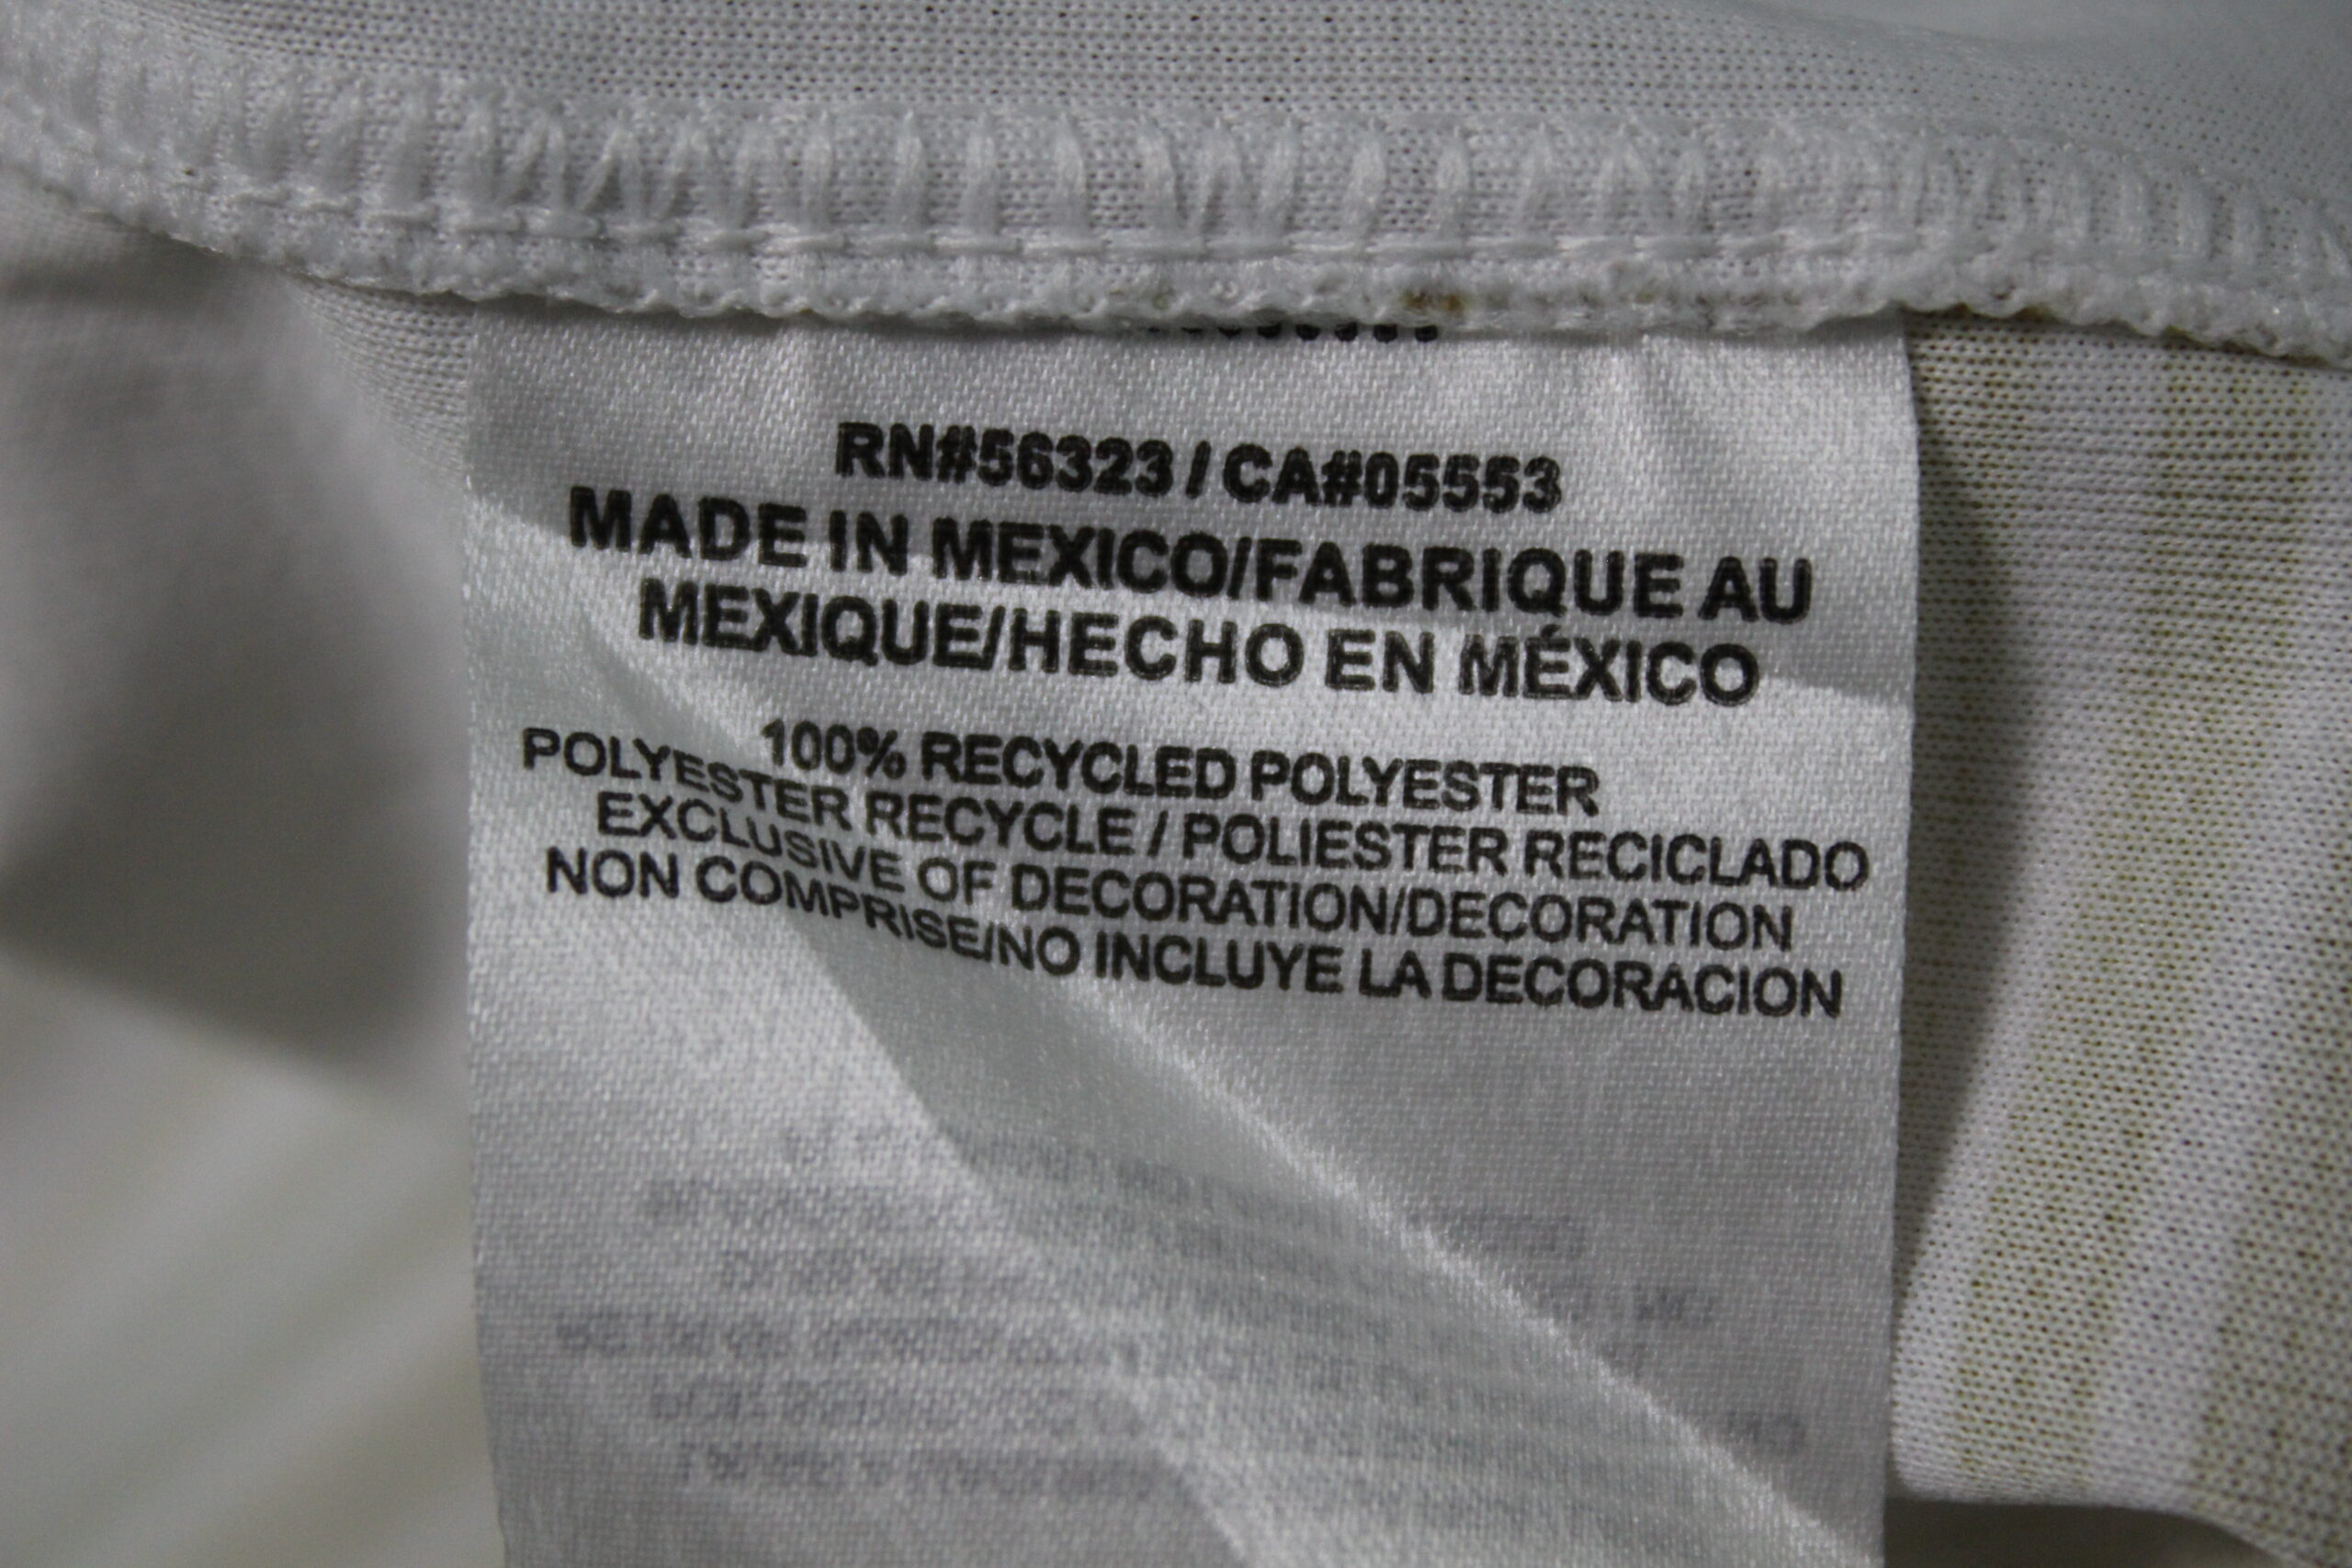 RN#56323 / CA#05553
MADE IN MEXICO/FABRIQUE AU
MEXIQUE/HECHO EN MÉXICO
100% RECYCLED POLYESTER
POLYESTER RECYCLE / POLIESTER RECICLADO
EXCLUSIVE OF DECORATION/DECORATION
NON COMPRISE/NO INCLUYE LA DECORACION